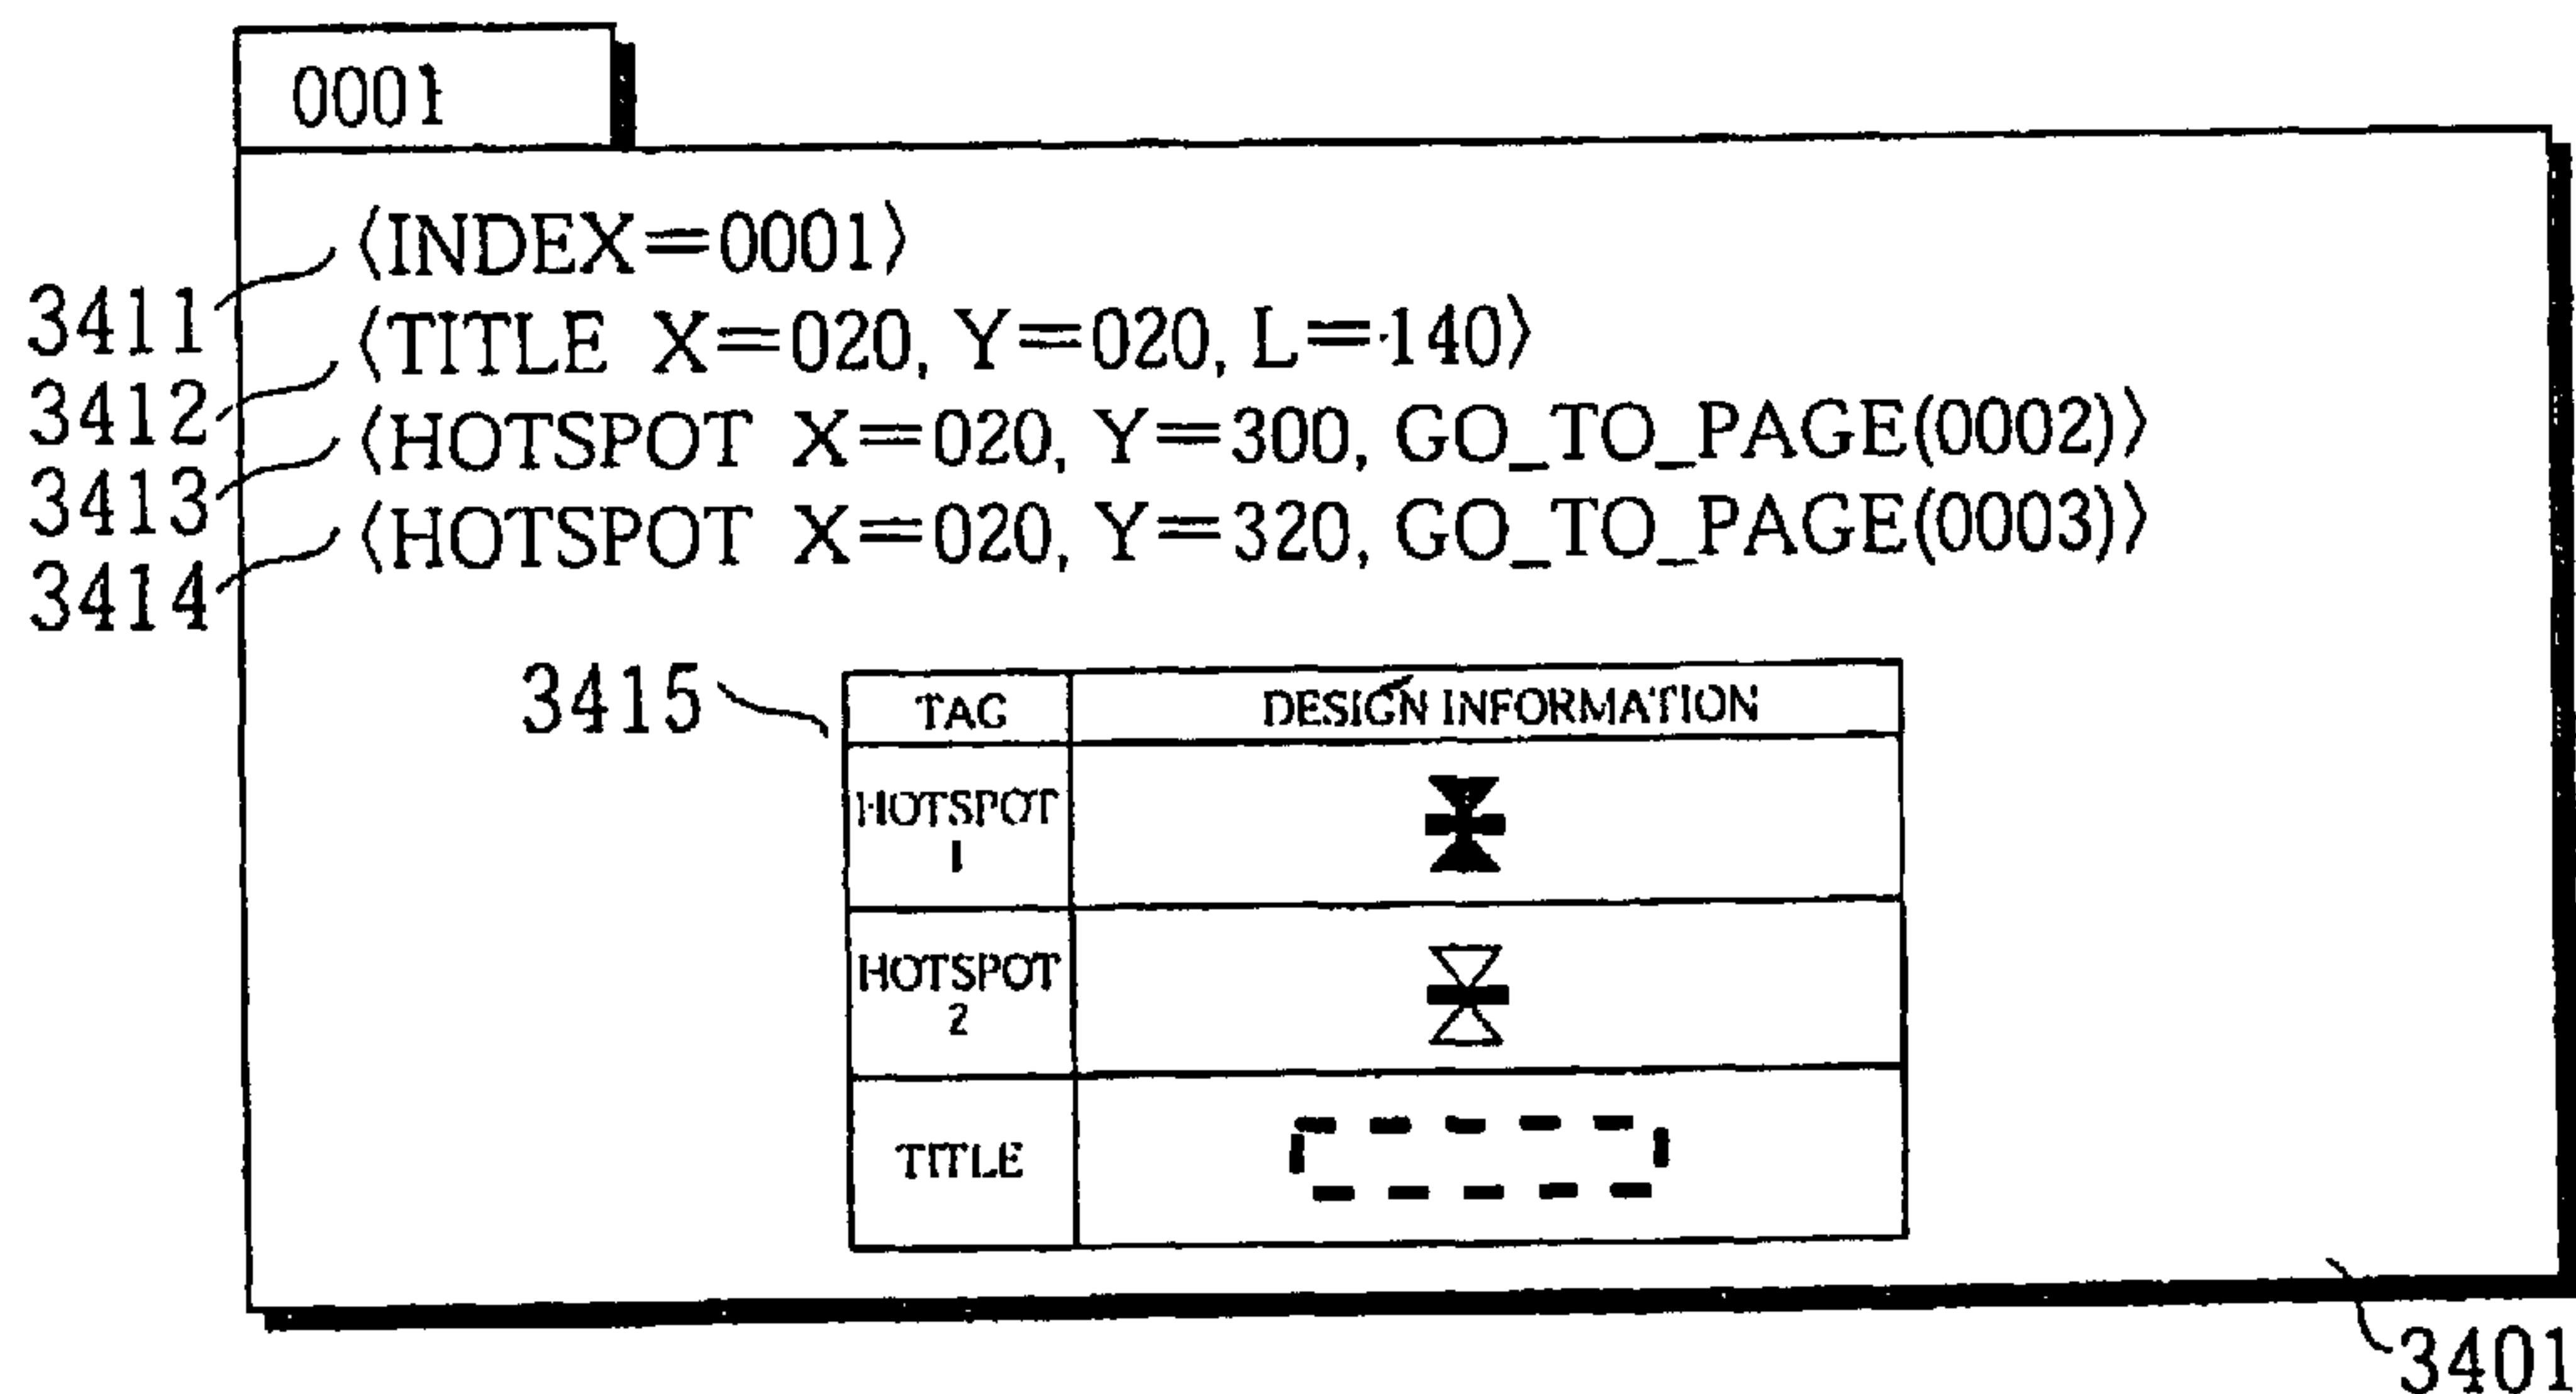 0001
3411 〈INDEX=0001〉
3412 〈TITLE X=020, Y=020, L=140〉
3413 〈HOTSPOT X=020, Y=300, GO_TO_PAGE(0002)〉
3414 〈HOTSPOT X=020, Y=320, GO_TO_PAGE(0003)〉
3415
TAG DESIGN INFORMATION
HOTSPOT
1
HOTSPOT
2
TITLE
3401